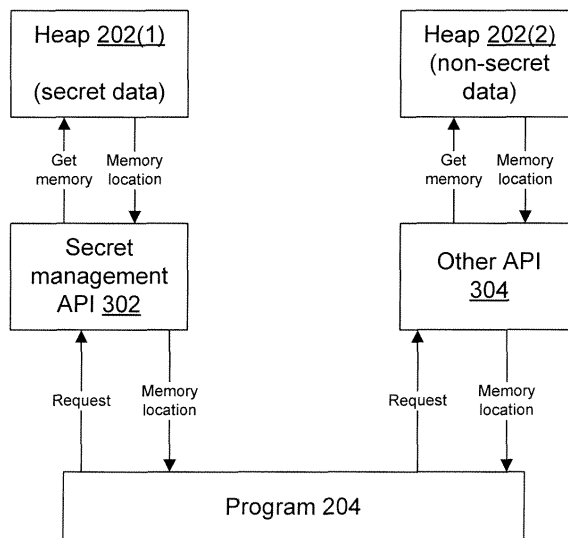 Heap 202(1)
(secret data)
Heap 202(2)
(non-secret
data)
Get
memory
Memory
location
Get
memory
Memory
location
Secret
management
API 302
Other API
304
Request
Memory
location
Request
Memory
location
Program 204